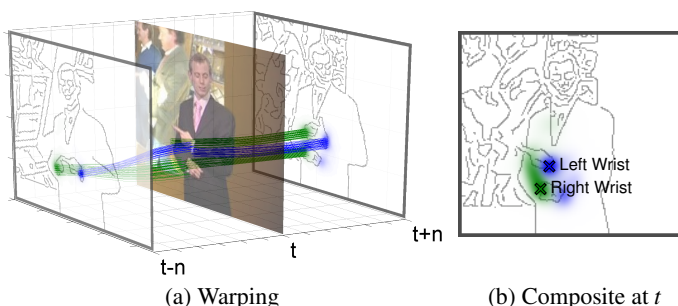 Left Wrist
Right Wrist
t-n
t
t+n
(a) Warping
(b) Composite at t